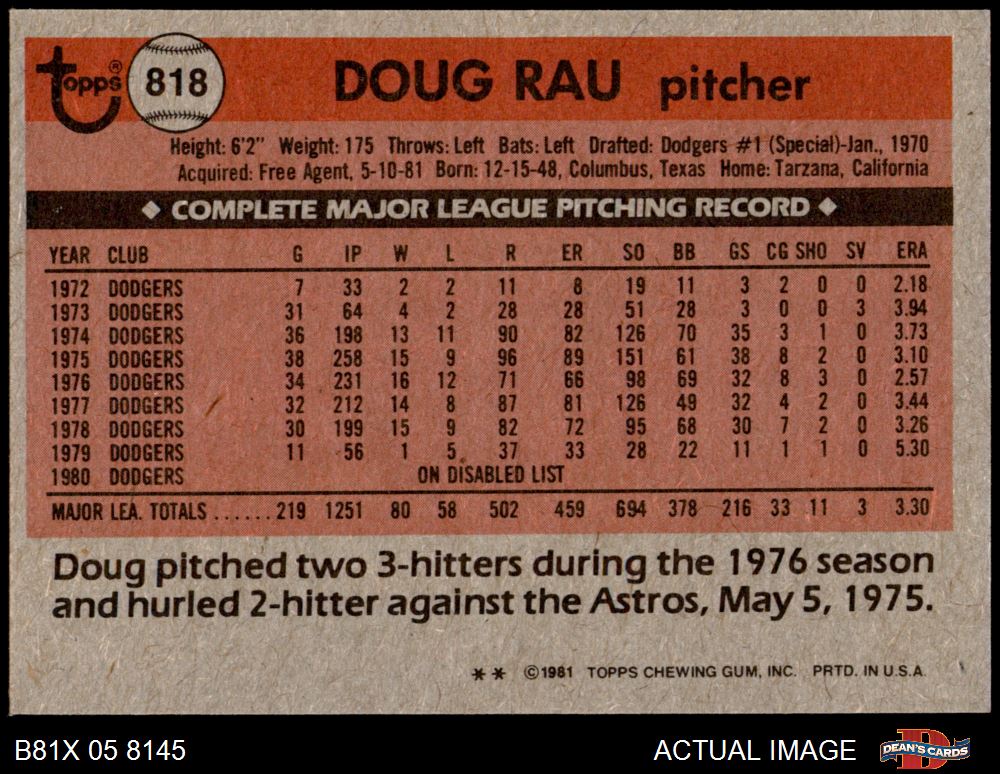 Topps® 818 DOUG RAU pitcher
Height: 6'2" Weight: 175 Throws: Left Bats: Left Drafted: Dodgers #1 (Special)-Jan., 1970
Acquired: Free Agent, 5-10-81 Born: 12-15-48, Columbus, Texas Home: Tarzana, California
◆ COMPLETE MAJOR LEAGUE PITCHING RECORD ◆
YEAR CLUB G IP W L R ER SO BB GS CG SHO SV ERA
1972 DODGERS 7 33 2 2 11 8 19 11 3 2 0 0 2.18
1973 DODGERS 31 64 4 2 28 28 51 28 3 0 0 3 3.94
1974 DODGERS 36 198 13 11 90 82 126 70 35 3 1 0 3.73
1975 DODGERS 38 258 15 9 96 89 151 61 38 8 2 0 3.10
1976 DODGERS 34 231 16 12 71 66 98 69 32 8 3 0 2.57
1977 DODGERS 32 212 14 8 87 81 126 49 32 4 2 0 3.44
1978 DODGERS 30 199 15 9 82 72 95 68 30 7 2 0 3.26
1979 DODGERS 11 56 1 5 37 33 28 22 11 1 1 0 5.30
1980 DODGERS ON DISABLED LIST
MAJOR LEA. TOTALS ...... 219 1251 80 58 502 459 694 378 216 33 11 3 3.30
Doug pitched two 3-hitters during the 1976 season
and hurled 2-hitter against the Astros, May 5, 1975.
** ©1981 TOPPS CHEWING GUM, INC. PRTD. IN U.S.A.
B81X 05 8145 ACTUAL IMAGE D DEAN'S CARDS